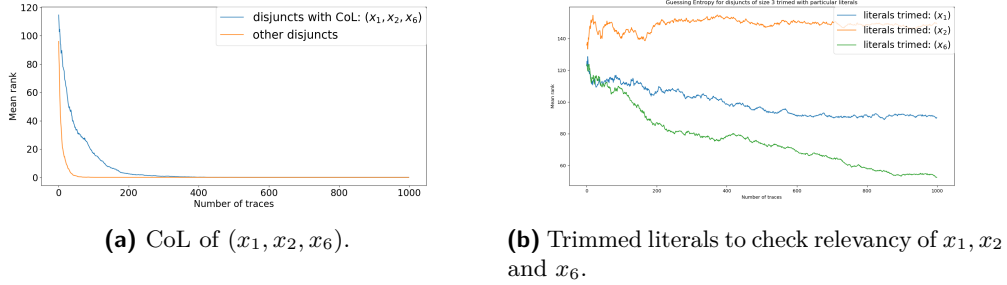 disjuncts with CoL: (x₁, x₂, x₆)
other disjuncts
Mean rank
120
100
80
60
40
20
0
0 200 400 600 800 1000
Number of traces
(a) CoL of (x₁, x₂, x₆).
Guessing Entropy for disjuncts of size 3 trimed with particular literals
literals trimed: (x₁)
literals trimed: (x₂)
literals trimed: (x₆)
Mean rank
140
120
100
80
60
0 200 400 600 800 1000
Number of traces
(b) Trimmed literals to check relevancy of x₁, x₂
and x₆.